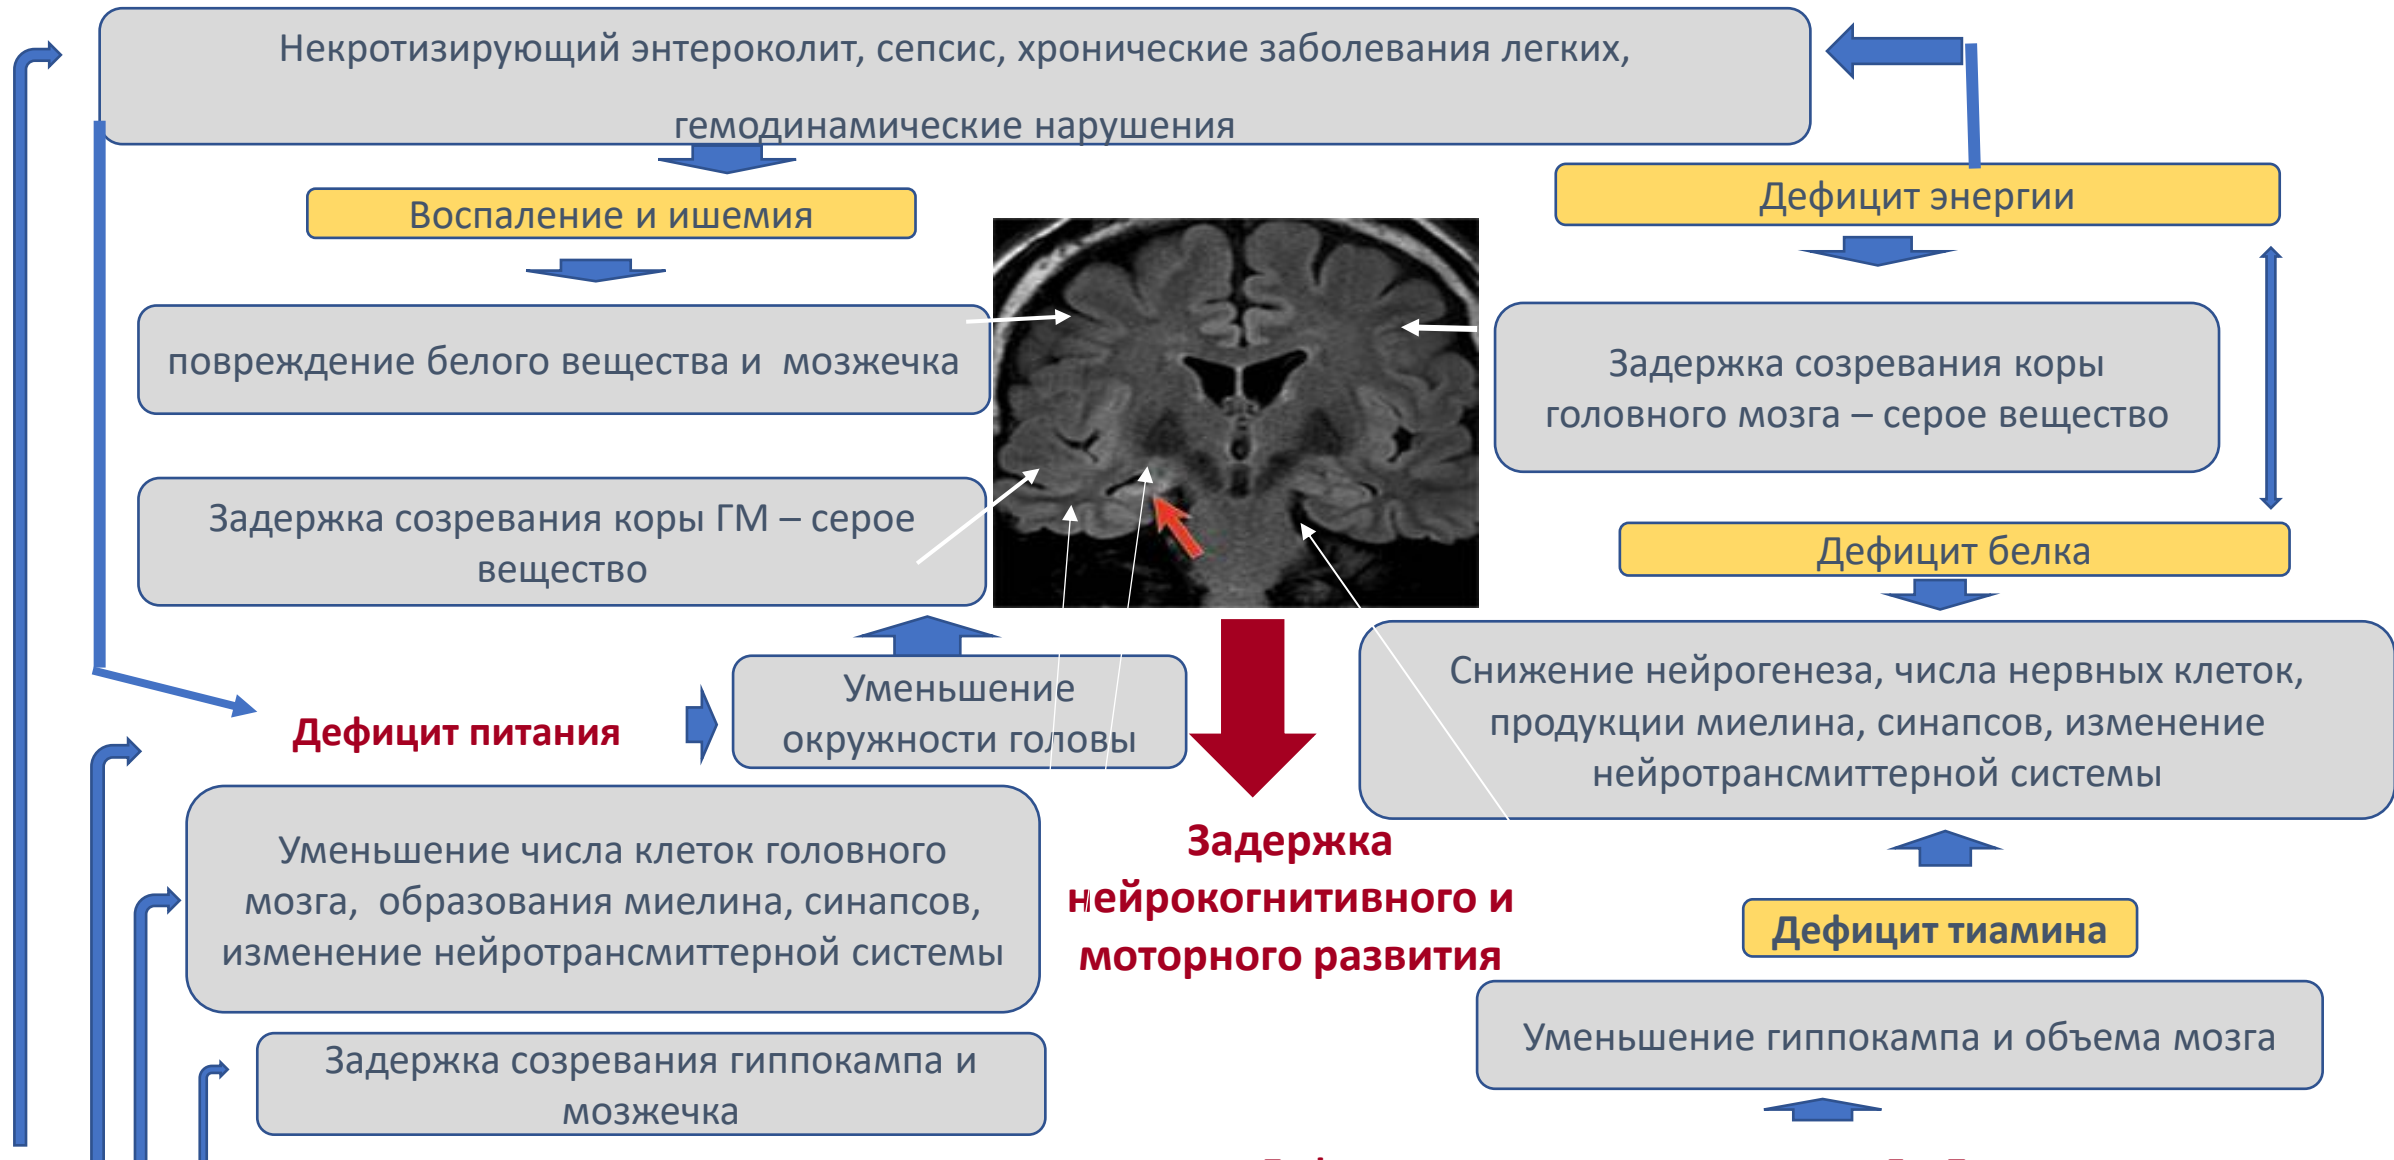 Некротизирующий энтероколит, сепсис, хронические заболевания легких,
гемодинамические нарушения
Воспаление и ишемия
Дефицит энергии
повреждение белого вещества и мозжечка
Задержка созревания коры
головного мозга – серое вещество
Задержка созревания коры ГМ – серое
вещество
Дефицит белка
Уменьшение
окружности головы
Дефицит питания
Снижение нейрогенеза, числа нервных клеток,
продукции миелина, синапсов, изменение
нейротрансмиттерной системы
Уменьшение числа клеток головного
мозга, образования миелина, синапсов,
изменение нейротрансмиттерной системы
Задержка
нейрокогнитивного и
моторного развития
Дефицит тиамина
Уменьшение гиппокампа и объема мозга
Задержка созревания гиппокампа и
мозжечка